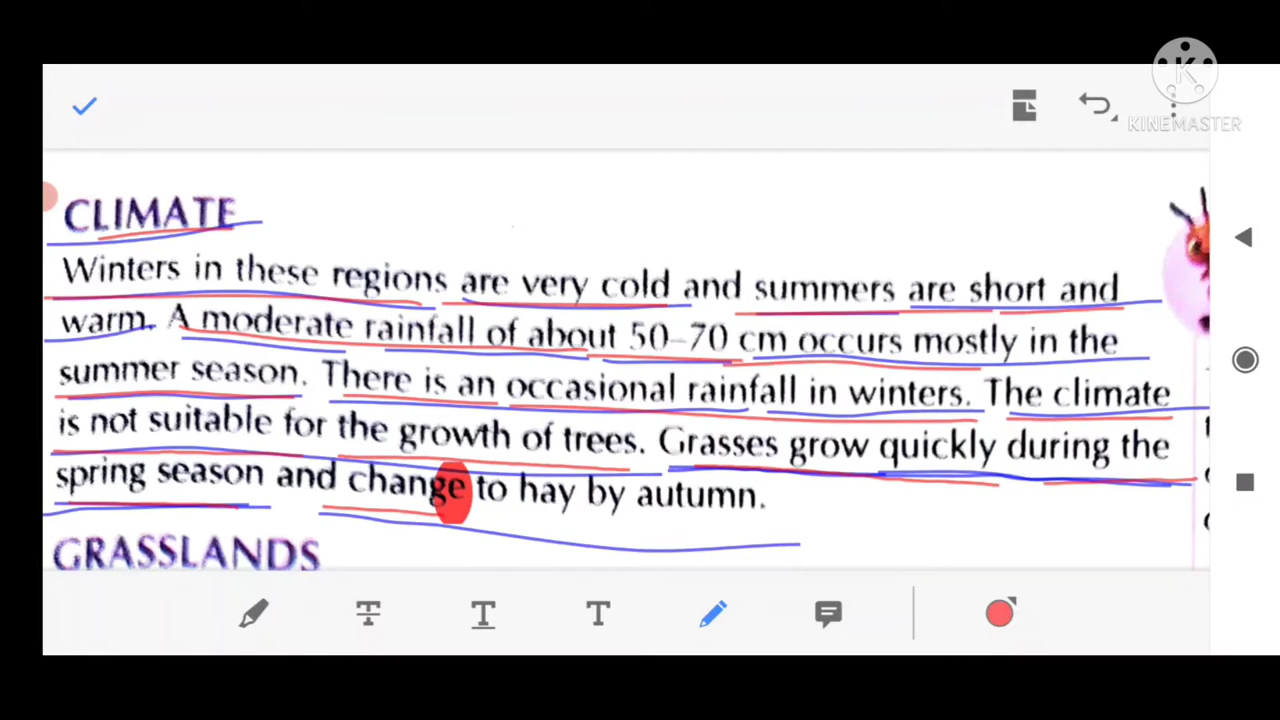 KINEMASTER
CLIMATE
Winters in these regions are very cold and summers are short and
warm. A moderate rainfall of about 50–70 cm occurs mostly in the
summer season. There is an occasional rainfall in winters. The climate
is not suitable for the growth of trees. Grasses grow quickly during the
spring season and change to hay by autumn.
GRASSLANDS